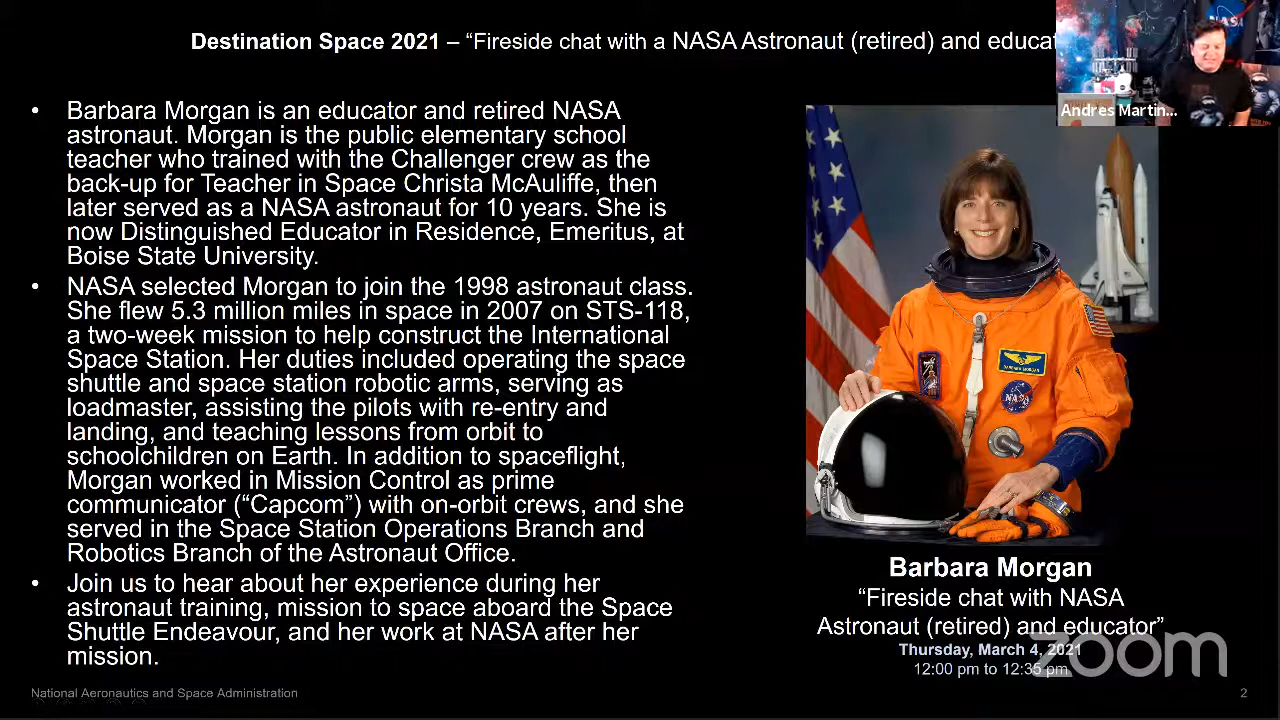 Destination Space 2021 – “Fireside chat with a NASA Astronaut (retired) and educat
NASA
Andres Martin...
• Barbara Morgan is an educator and retired NASA
astronaut. Morgan is the public elementary school
teacher who trained with the Challenger crew as the
back-up for Teacher in Space Christa McAuliffe, then
later served as a NASA astronaut for 10 years. She is
now Distinguished Educator in Residence, Emeritus, at
Boise State University.
• NASA selected Morgan to join the 1998 astronaut class.
She flew 5.3 million miles in space in 2007 on STS-118,
a two-week mission to help construct the International
Space Station. Her duties included operating the space
shuttle and space station robotic arms, serving as
loadmaster, assisting the pilots with re-entry and
landing, and teaching lessons from orbit to
schoolchildren on Earth. In addition to spaceflight,
Morgan worked in Mission Control as prime
communicator (“Capcom”) with on-orbit crews, and she
served in the Space Station Operations Branch and
Robotics Branch of the Astronaut Office.
• Join us to hear about her experience during her
astronaut training, mission to space aboard the Space
Shuttle Endeavour, and her work at NASA after her
mission.
BARBARA MORGAN
NASA
Barbara Morgan
“Fireside chat with NASA
Astronaut (retired) and educator”
Thursday, March 4, 2021
12:00 pm to 12:35 pm
zoom
National Aeronautics and Space Administration
2